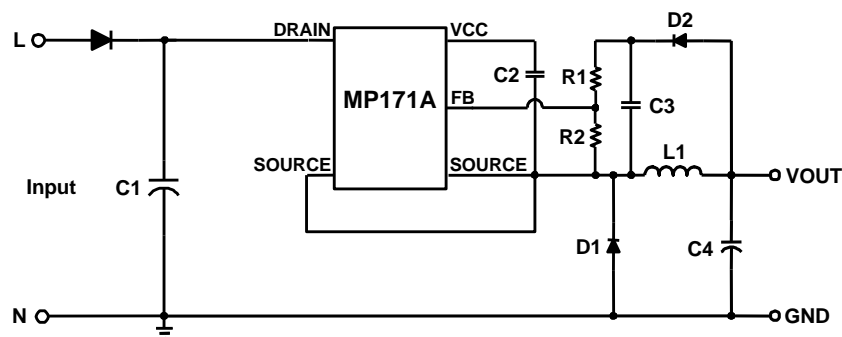 D2
L
DRAIN
VCC
C2
R1
MP171A
FB
C3
R2
L1
SOURCE
SOURCE
VOUT
Input
C1
D1
C4
N
GND